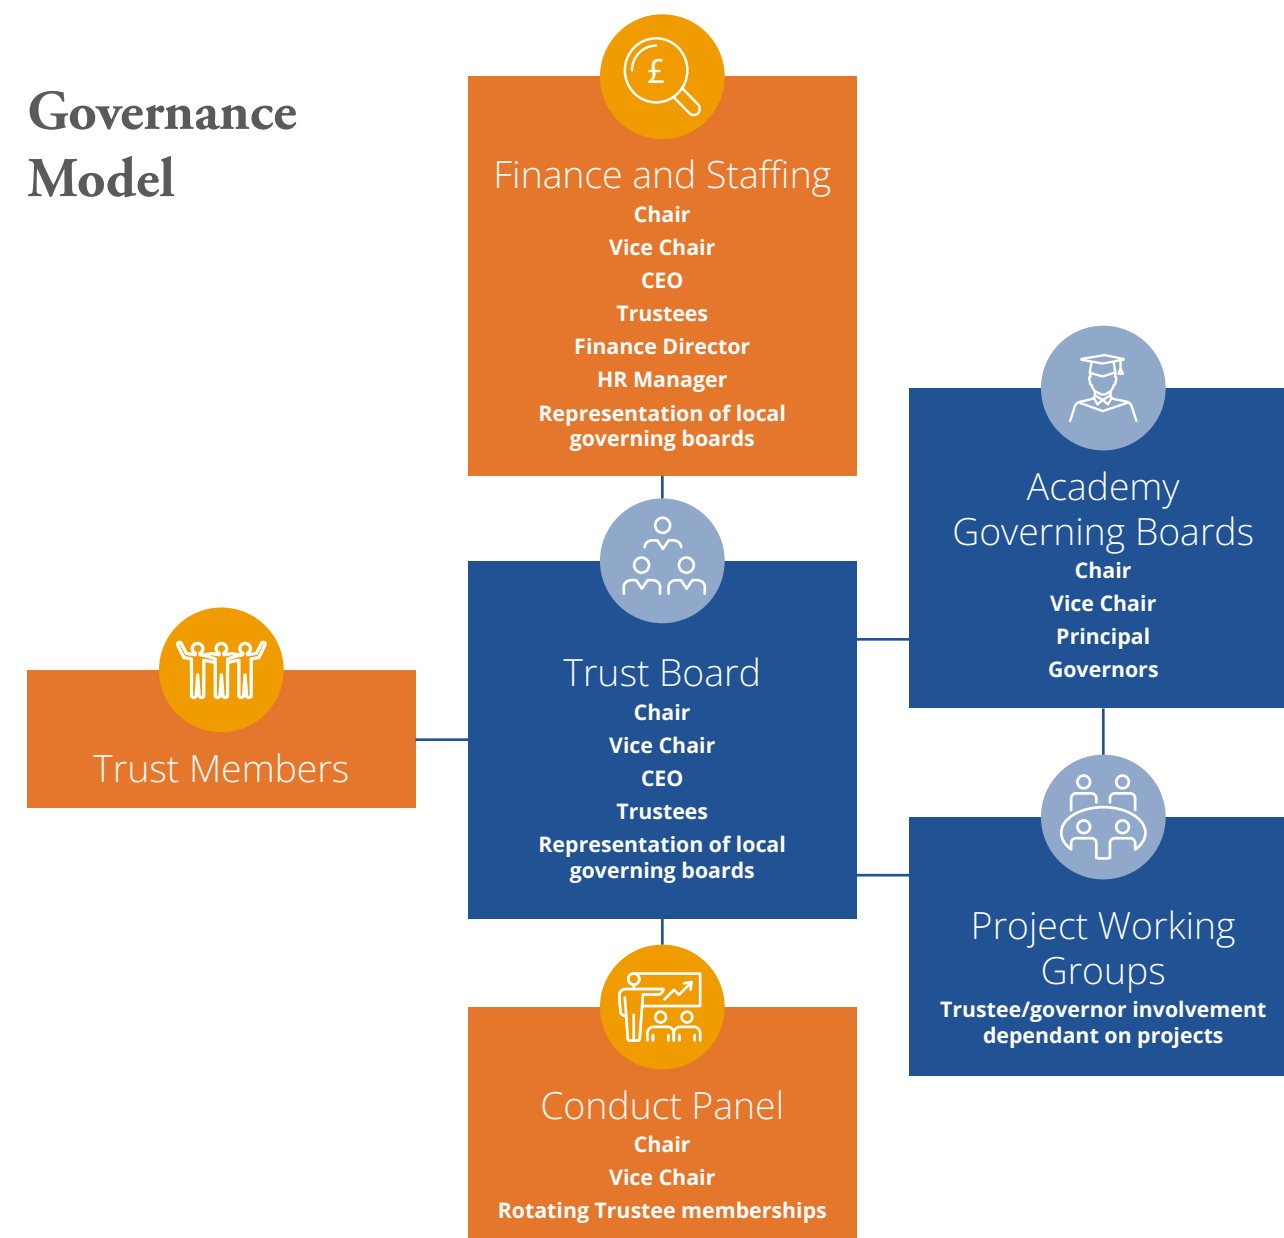 Governance
Model
£
Finance and Staffing
Chair
Vice Chair
CEO
Trustees
Finance Director
HR Manager
Representation of local
governing boards
Academy
Governing Boards
Chair
Vice Chair
Principal
Governors
Trust Members
Trust Board
Chair
Vice Chair
CEO
Trustees
Representation of local
governing boards
Project Working
Groups
Trustee/governor involvement
dependant on projects
Conduct Panel
Chair
Vice Chair
Rotating Trustee memberships